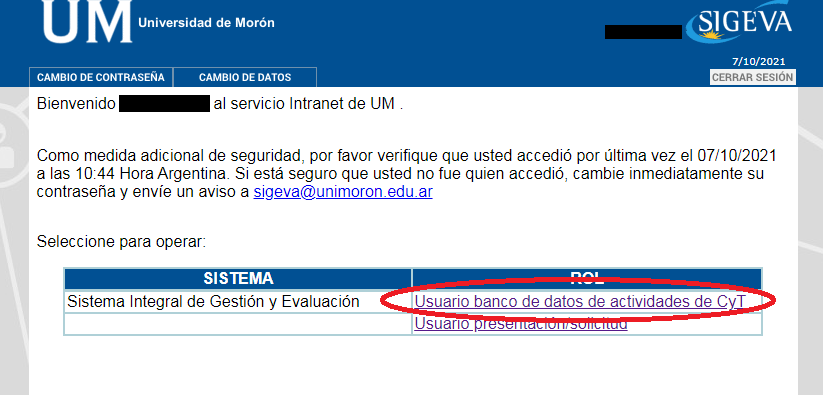 UM Universidad de Morón
SIGEVA
7/10/2021
CAMBIO DE CONTRASEÑA CAMBIO DE DATOS CERRAR SESIÓN
Bienvenido al servicio Intranet de UM .
Como medida adicional de seguridad, por favor verifique que usted accedió por última vez el 07/10/2021
a las 10:44 Hora Argentina. Si está seguro que usted no fue quien accedió, cambie inmediatamente su
contraseña y envíe un aviso a sigeva@unimoron.edu.ar
Seleccione para operar:
SISTEMA ROL
Sistema Integral de Gestión y Evaluación Usuario banco de datos de actividades de CyT
Usuario presentación/solicitud